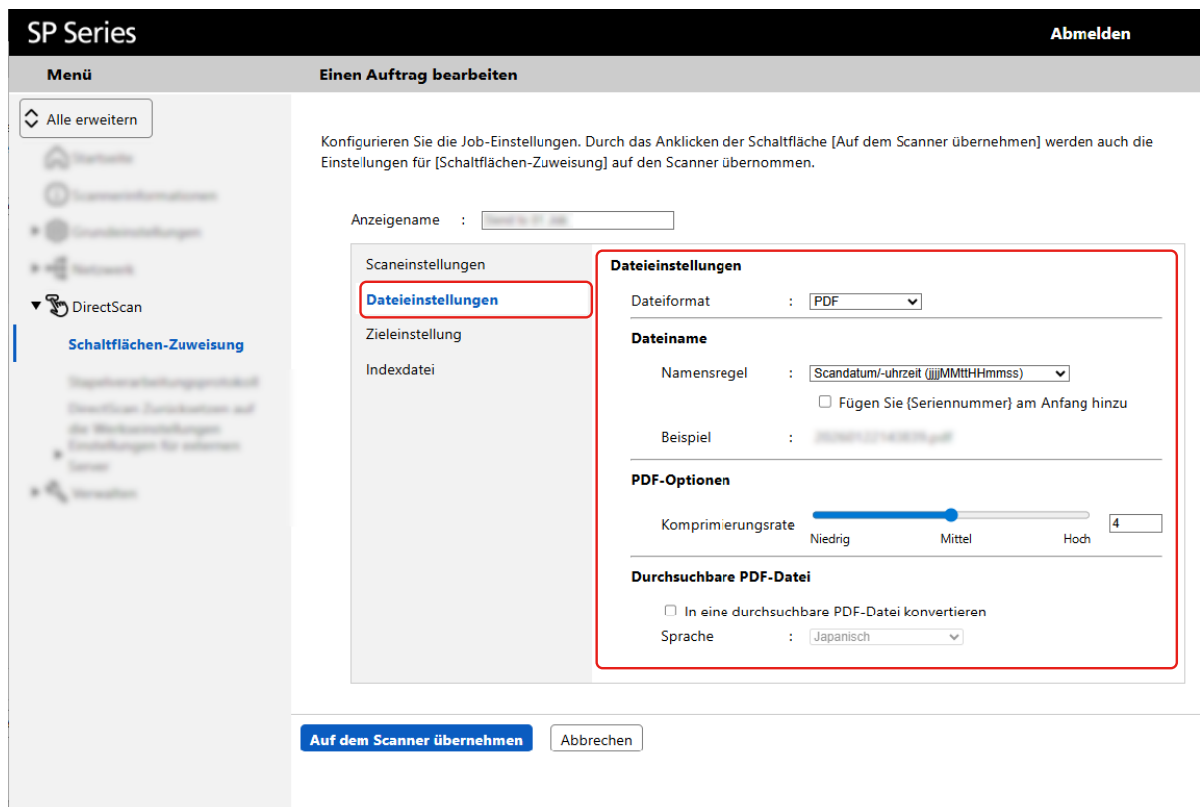 SP Series
Abmelden
Menü
Einen Auftrag bearbeiten
Alle erweitern
DirectScan
Schaltflächen-Zuweisung
Konfigurieren Sie die Job-Einstellungen. Durch das Anklicken der Schaltfläche [Auf dem Scanner übernehmen] werden auch die
Einstellungen für [Schaltflächen-Zuweisung] auf den Scanner übernommen.
Anzeigename :
Scaneinstellungen
Dateieinstellungen
Zieleinstellung
Indexdatei
Dateieinstellungen
Dateiformat : PDF
Dateiname
Namensregel : Scandatum/-uhrzeit (jjjjMMttHHmmss)
Fügen Sie {Seriennummer} am Anfang hinzu
Beispiel :
PDF-Optionen
Komprimierungsrate 4
Niedrig Mittel Hoch
Durchsuchbare PDF-Datei
In eine durchsuchbare PDF-Datei konvertieren
Sprache : Japanisch
Auf dem Scanner übernehmen
Abbrechen